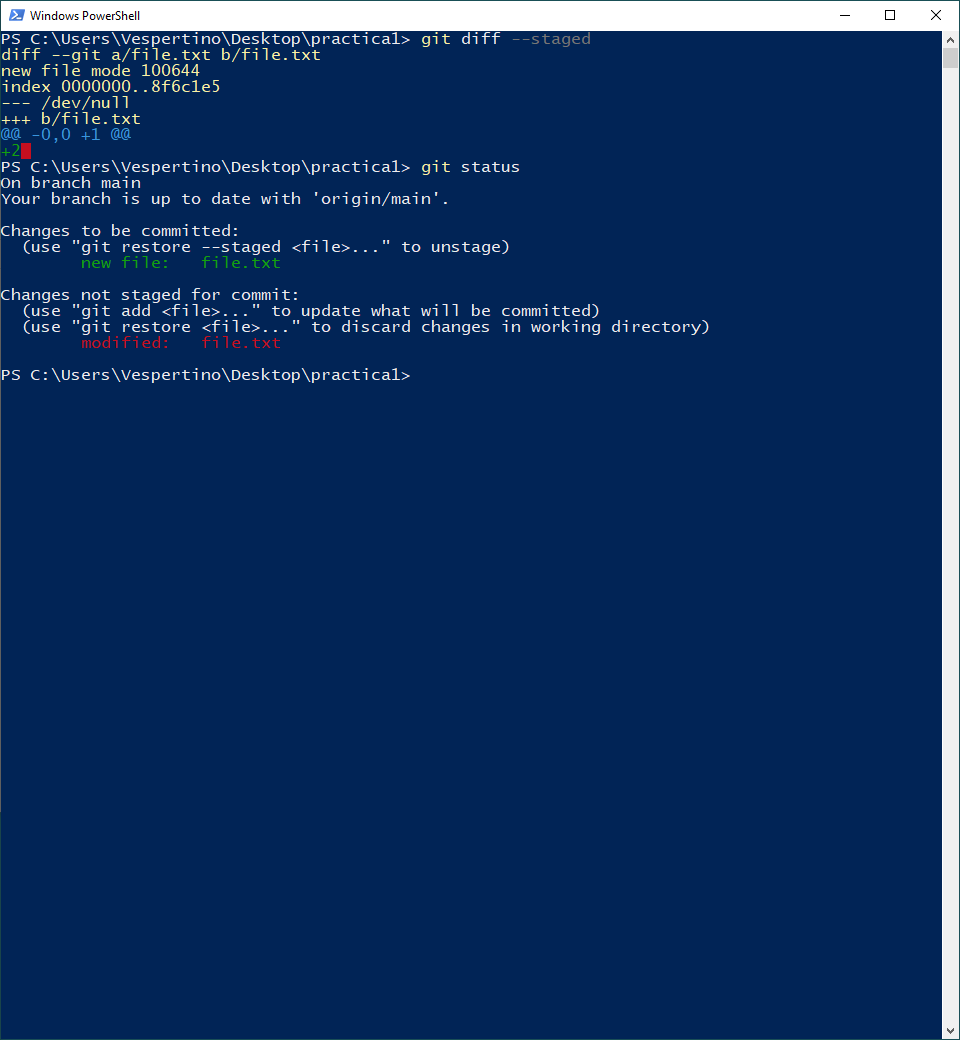 Windows PowerShell
PS C:\Users\Vespertino\Desktop\practica1> git diff --staged
diff --git a/file.txt b/file.txt
new file mode 100644
index 0000000..8f6c1e5
--- /dev/null
+++ b/file.txt
@@ -0,0 +1 @@
+2
PS C:\Users\Vespertino\Desktop\practica1> git status
On branch main
Your branch is up to date with 'origin/main'.
Changes to be committed:
  (use "git restore --staged <file>..." to unstage)
        new file:   file.txt
Changes not staged for commit:
  (use "git add <file>..." to update what will be committed)
  (use "git restore <file>..." to discard changes in working directory)
        modified:   file.txt
PS C:\Users\Vespertino\Desktop\practica1>